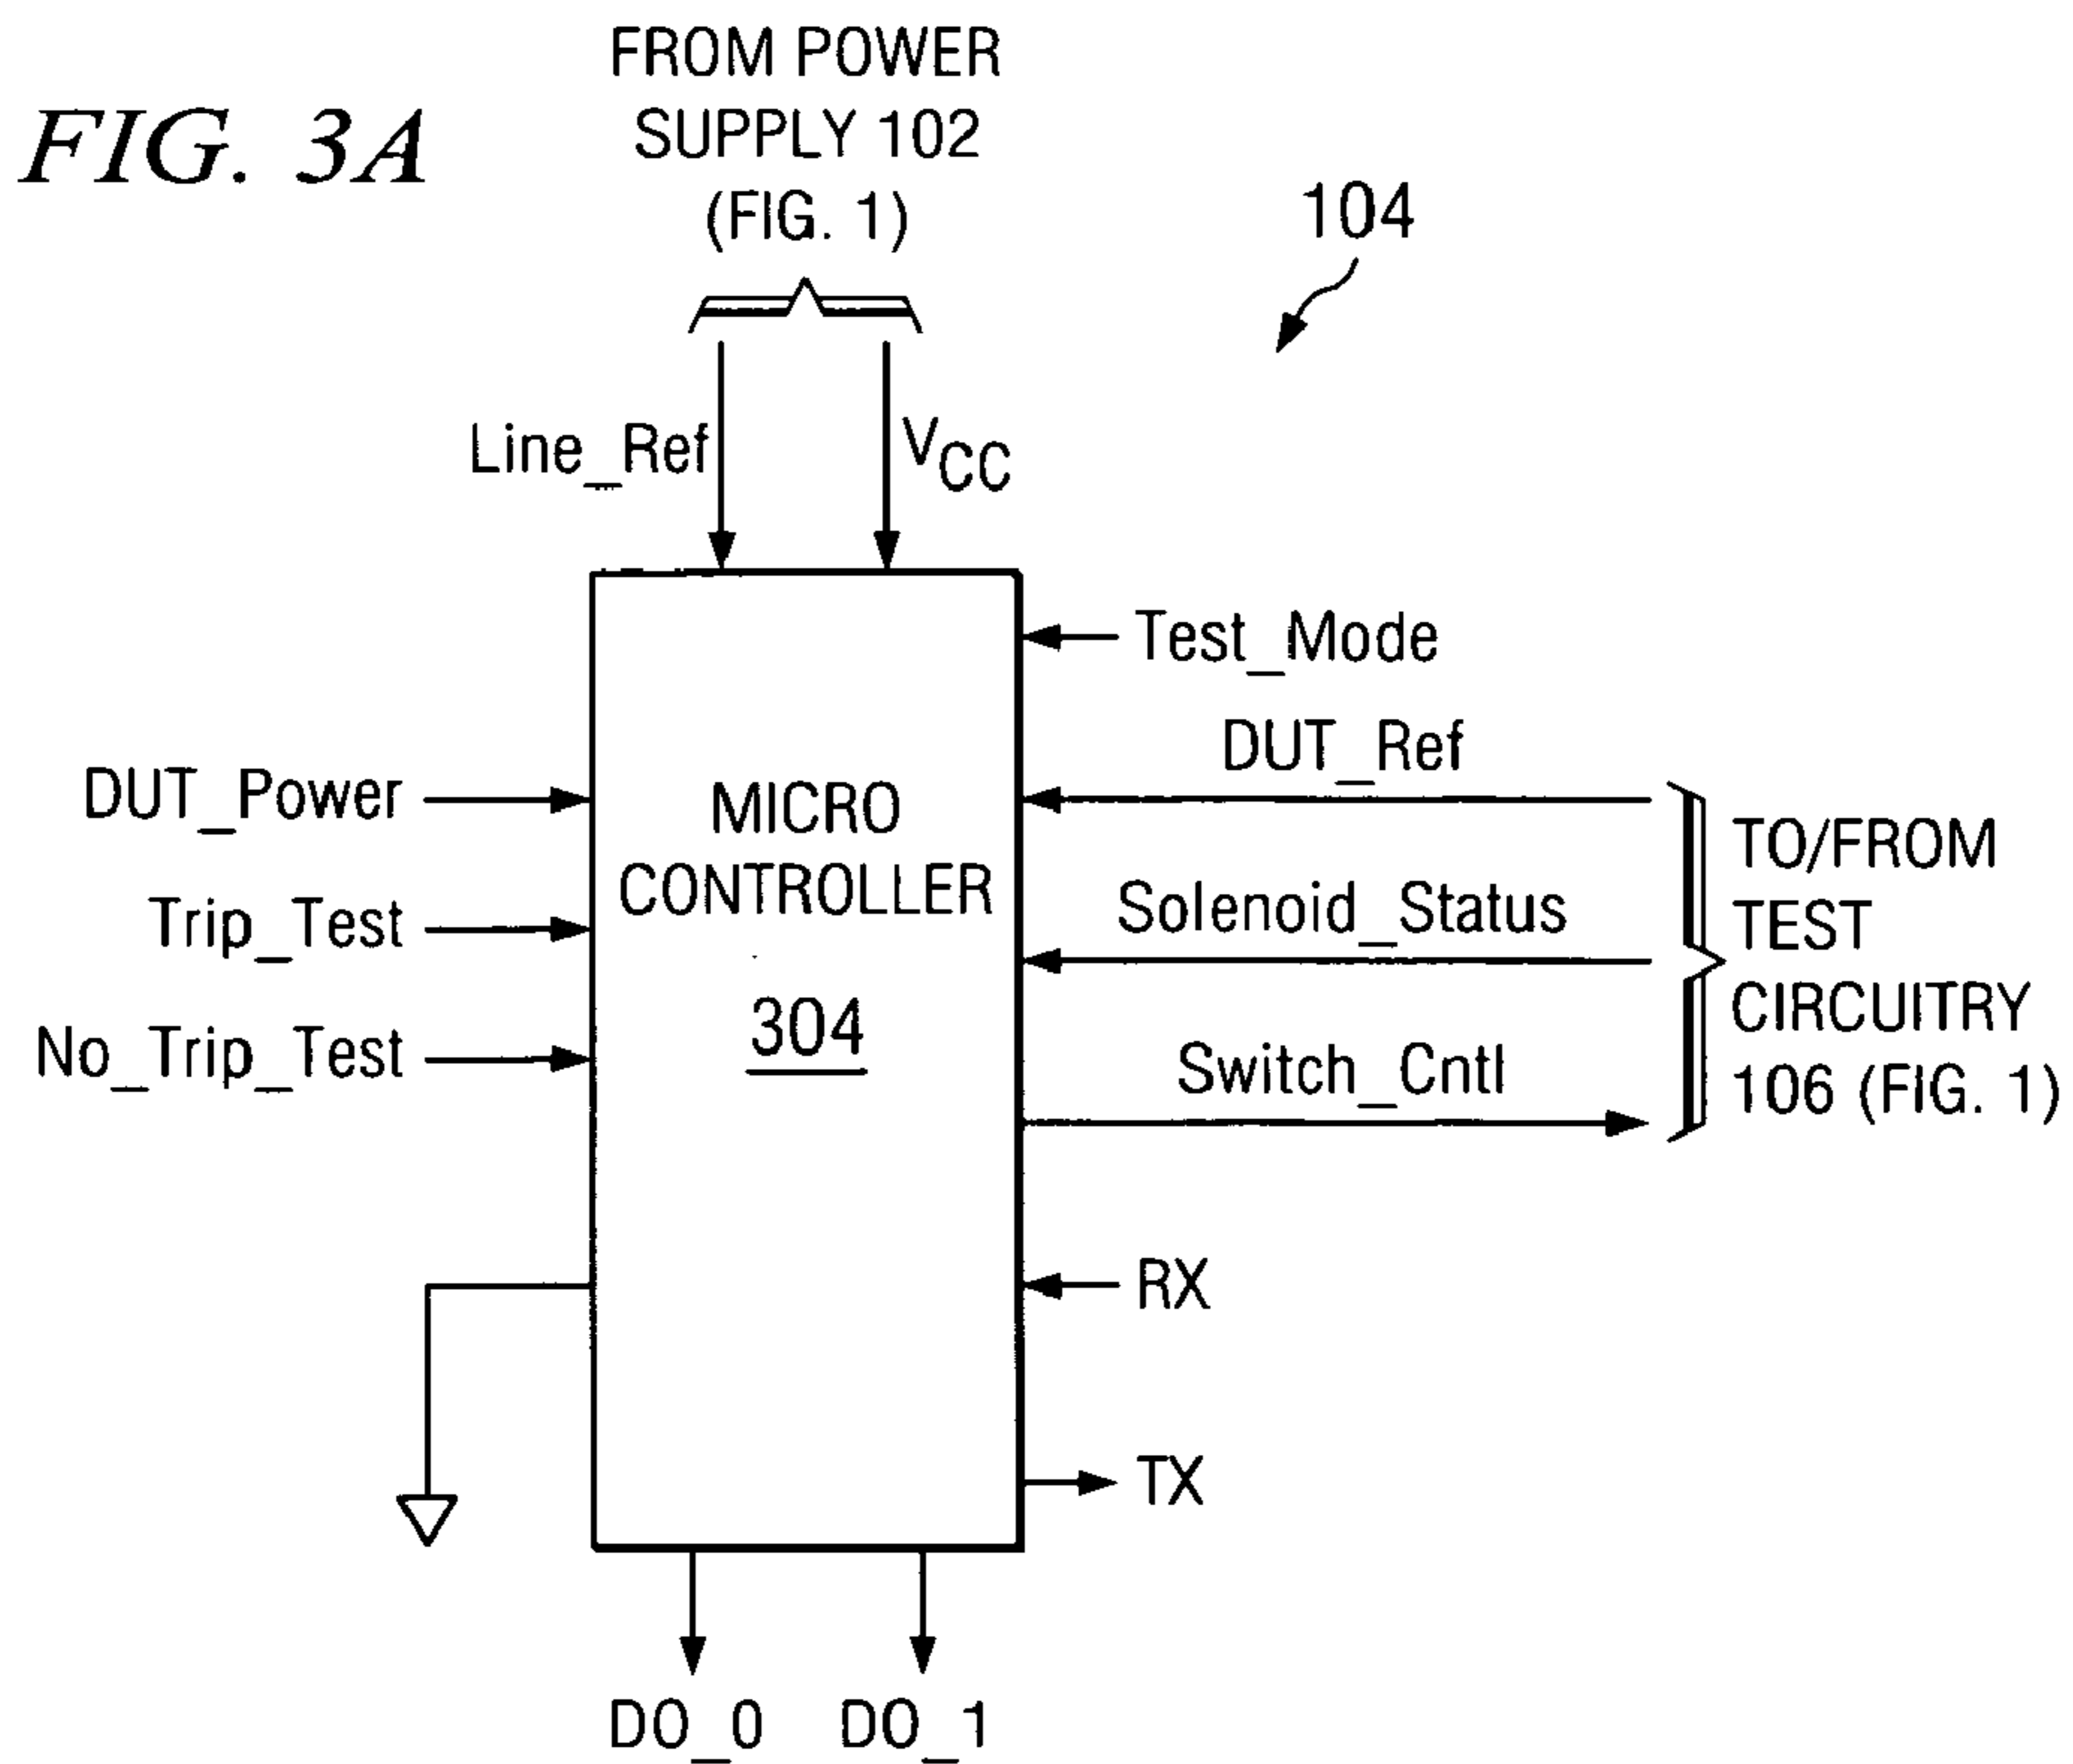 FIG. 3A
FROM POWER
SUPPLY 102
(FIG. 1)
104
Line_Ref
VCC
Test_Mode
DUT_Ref
DUT_Power
MICRO
CONTROLLER
304
Trip_Test
No_Trip_Test
Solenoid_Status
Switch_Cntl
TO/FROM
TEST
CIRCUITRY
106 (FIG. 1)
RX
TX
DO_0
DO_1